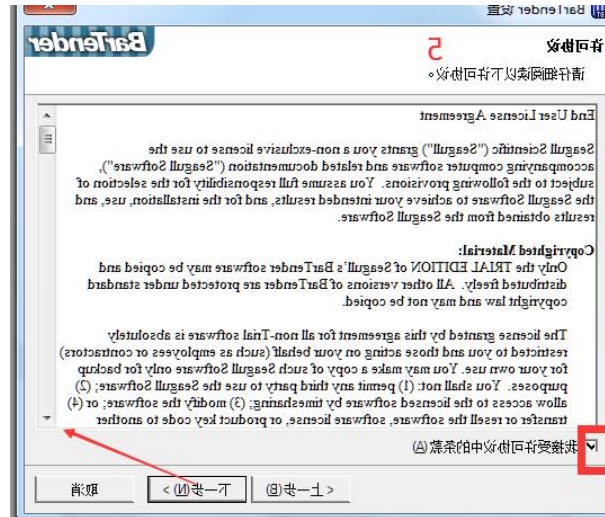 BarTender 设置
许可协议
5
BarTender
请仔细阅读以下许可协议。
End User License Agreement
Seagull Scientific ("Seagull") grants you a non-exclusive license to use the
accompanying computer software and related documentation ("Seagull Software"),
subject to the following provisions. You assume full responsibility for the selection of
the Seagull Software to achieve your intended results, and for the installation, use, and
results obtained from the Seagull Software.
Copyrighted Material:
Only the TRIAL EDITION of Seagull's BarTender software may be copied and
distributed freely. All other versions of BarTender are protected under standard
copyright law and may not be copied.
The license granted by this agreement for all non-Trial software is absolutely
restricted to you and those acting on your behalf (such as employees or contractors)
for your own use. You may make a copy of such Seagull Software only for backup
purposes. You shall not: (1) permit any third party to use the Seagull Software; (2)
allow access to the licensed software by timesharing; (3) modify the software; or (4)
transfer or resell the software, software license, or product key code to another
我接受许可协议中的条款(A)
< 上一步(B)
下一步(N) >
取消